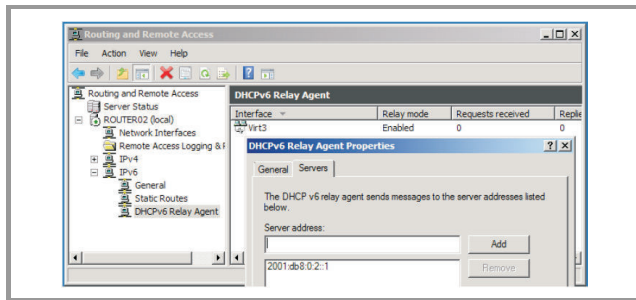 Routing and Remote Access
File Action View Help
Routing and Remote Access
Server Status
ROUTER02 (local)
Network Interfaces
Remote Access Logging &
IPv4
IPv6
General
Static Routes
DHCPv6 Relay Agent
DHCPv6 Relay Agent
Interface Relay mode Requests received Replie
Virt3 Enabled 0 0
DHCPv6 Relay Agent Properties
General Servers
The DHCP v6 relay agent sends messages to the server addresses listed
below.
Server address:
Add
2001:db8:0:2::1
Remove